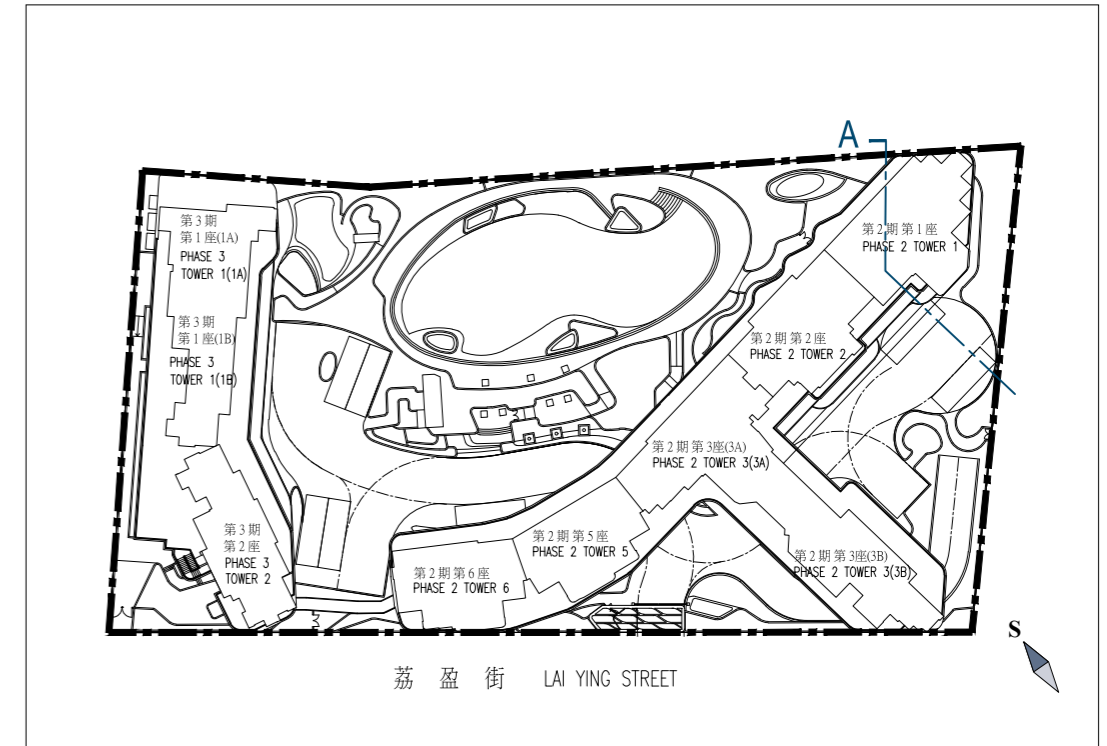 A
第2期第1座
PHASE 2 TOWER 1
第3期
第1座(1A)
PHASE 3
TOWER 1(1A)
第3期
第1座(1B)
PHASE 3
TOWER 1(1B)
第2期第2座
PHASE 2 TOWER 2
第2期第3座(3A)
PHASE 2 TOWER 3(3A)
第3期
第2座
PHASE 3
TOWER 2
第2期第5座
PHASE 2 TOWER 5
第2期第6座
PHASE 2 TOWER 6
第2期第3座(3B)
PHASE 2 TOWER 3(3B)
S
荔盈街 LAI YING STREET